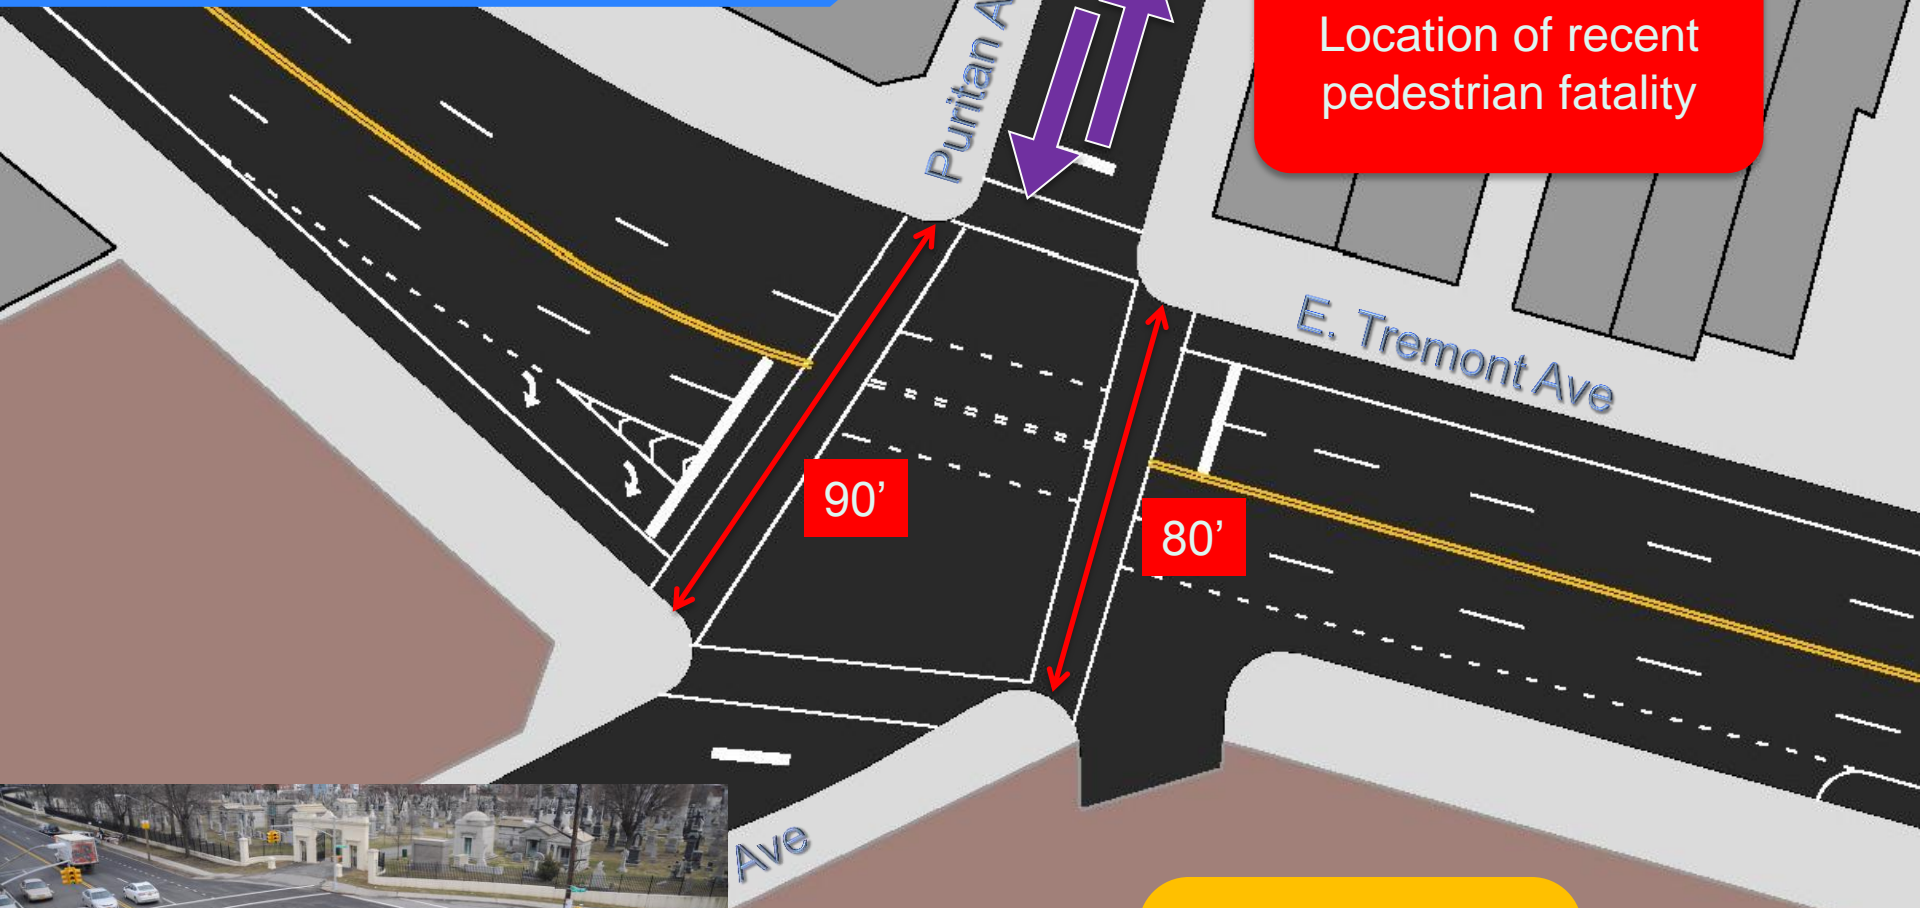 Puritan A
Location of recent
pedestrian fatality
E. Tremont Ave
90’
80’
Ave